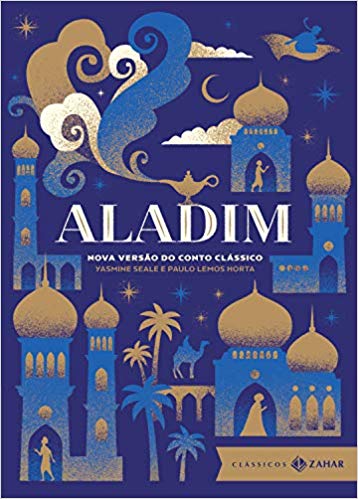 ALADIM
NOVA VERSÃO DO CONTO CLÁSSICO
YASMINE SEALE E PAULO LEMOS HORTA
CLÁSSICOS ZAHAR